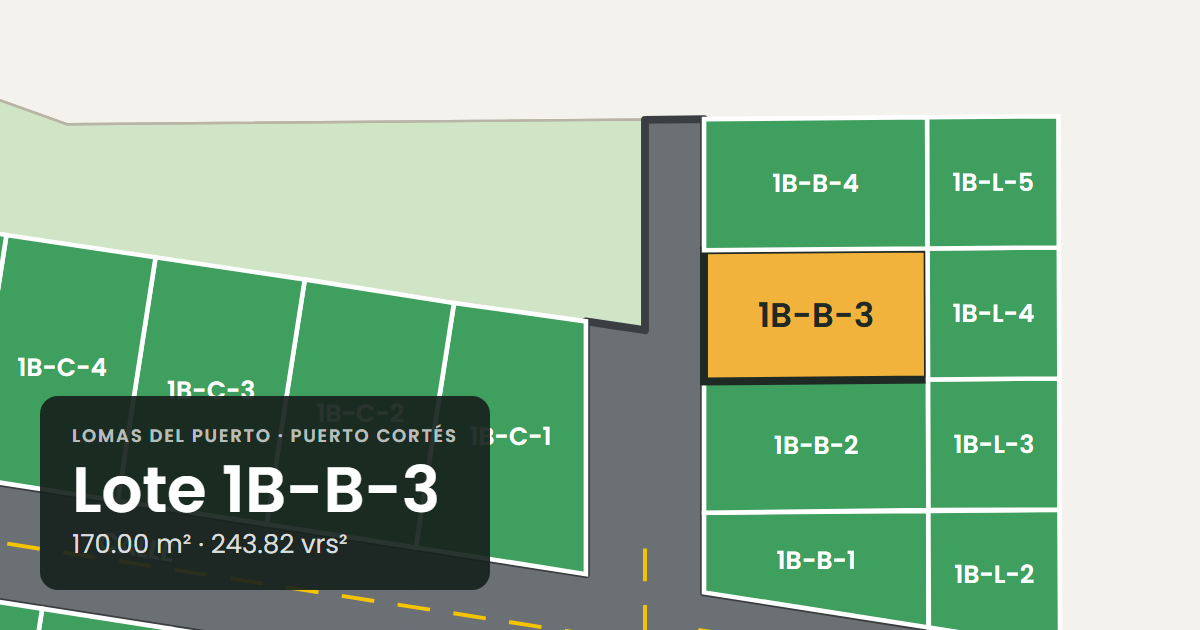 1B-B-4
1B-L-5
1B-B-3
1B-L-4
1B-C-4
1B-C-3
1B-C-2
1B-C-1
1B-B-2
1B-L-3
LOMAS DEL PUERTO · PUERTO CORTÉS
Lote 1B-B-3
170.00 m² · 243.82 vrs²
1B-B-1
1B-L-2